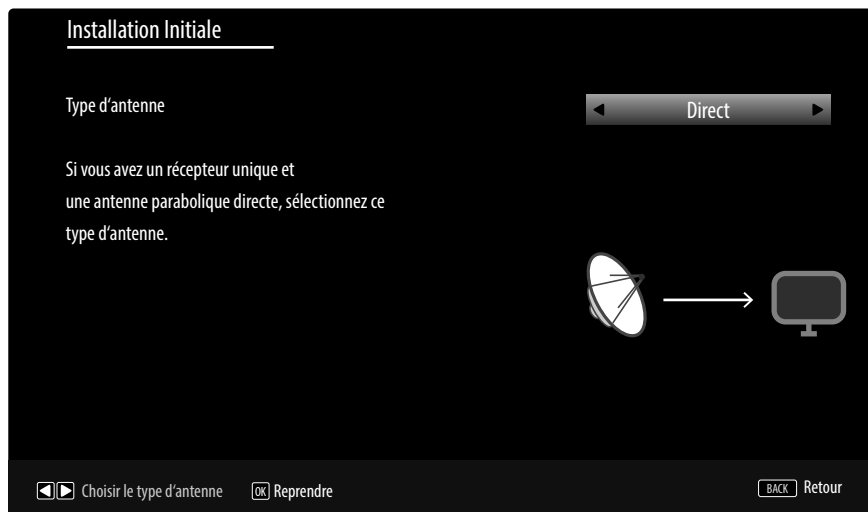 Installation Initiale
Type d‘antenne
Direct
Si vous avez un récepteur unique et
une antenne parabolique directe, sélectionnez ce
type d‘antenne.
Choisir le type d‘antenne
OK Reprendre
BACK Retour